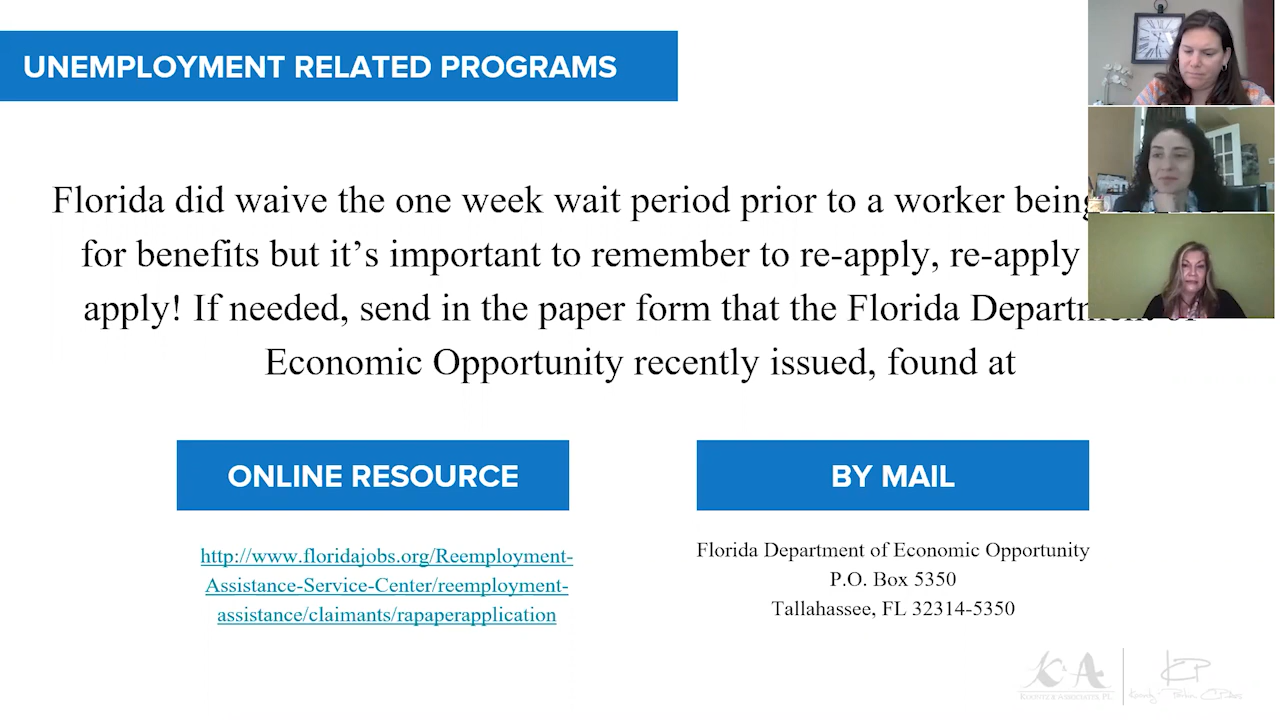 UNEMPLOYMENT RELATED PROGRAMS
Florida did waive the one week wait period prior to a worker being
for benefits but it's important to remember to re-apply, re-apply
apply! If needed, send in the paper form that the Florida Department of
Economic Opportunity recently issued, found at
ONLINE RESOURCE
http://www.floridajobs.org/Reemployment-
Assistance-Service-Center/reemployment-
assistance/claimants/rapaperapplication
BY MAIL
Florida Department of Economic Opportunity
P.O. Box 5350
Tallahassee, FL 32314-5350